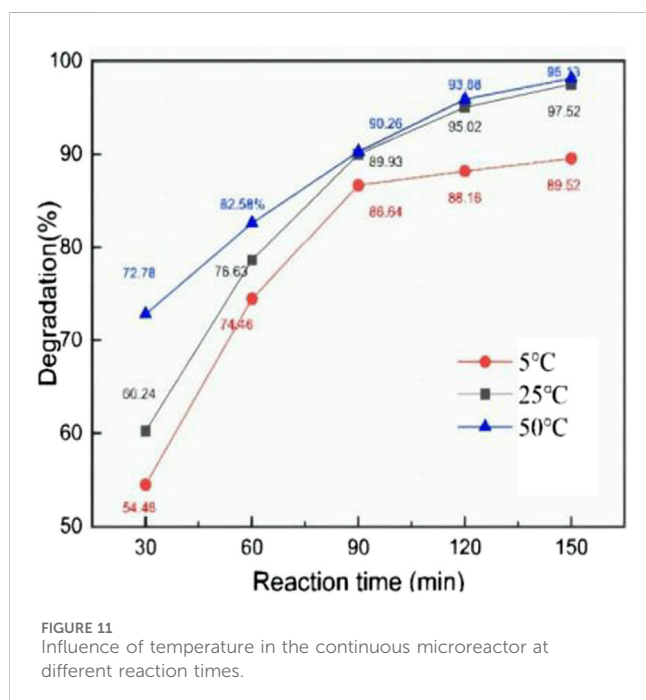 100
90
80
70
60
50
Degradation(%)
72.78
82.58%
90.26
93.88
95.13
60.24
76.63
89.93
95.02
97.52
54.48
74.46
86.64
88.16
89.52
5°C
25°C
50°C
30 60 90 120 150
Reaction time (min)
FIGURE 11
Influence of temperature in the continuous microreactor at
different reaction times.